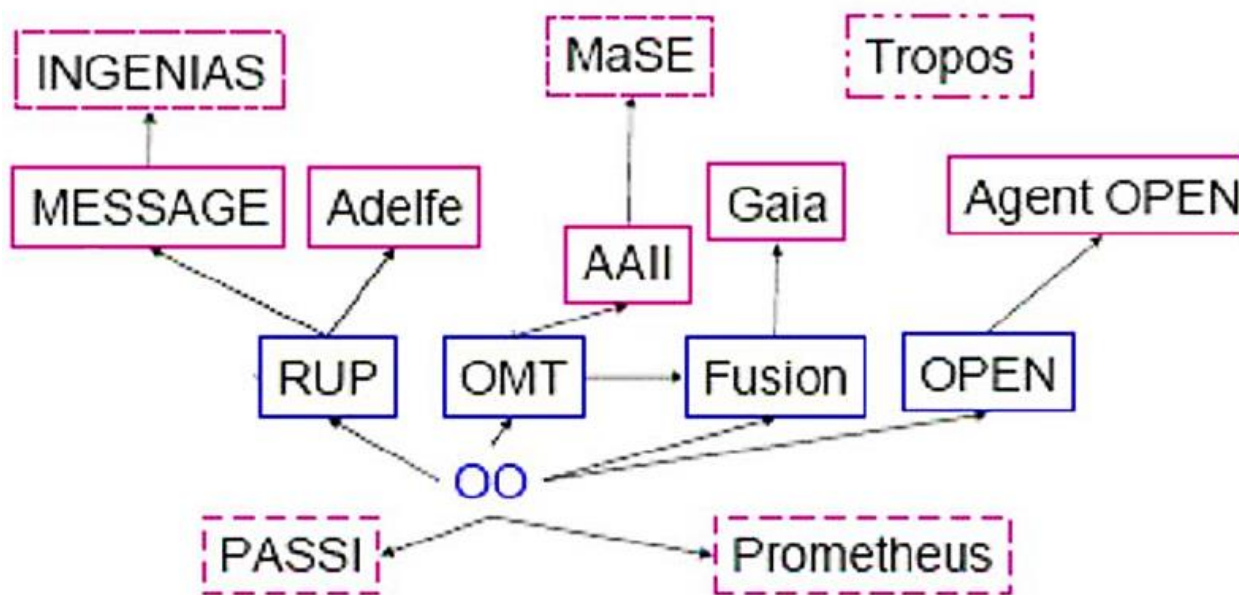 INGENIAS
MaSE
Tropos
MESSAGE
Adelfe
AAII
Gaia
Agent OPEN
RUP
OMT
Fusion
OPEN
OO
PASSI
Prometheus